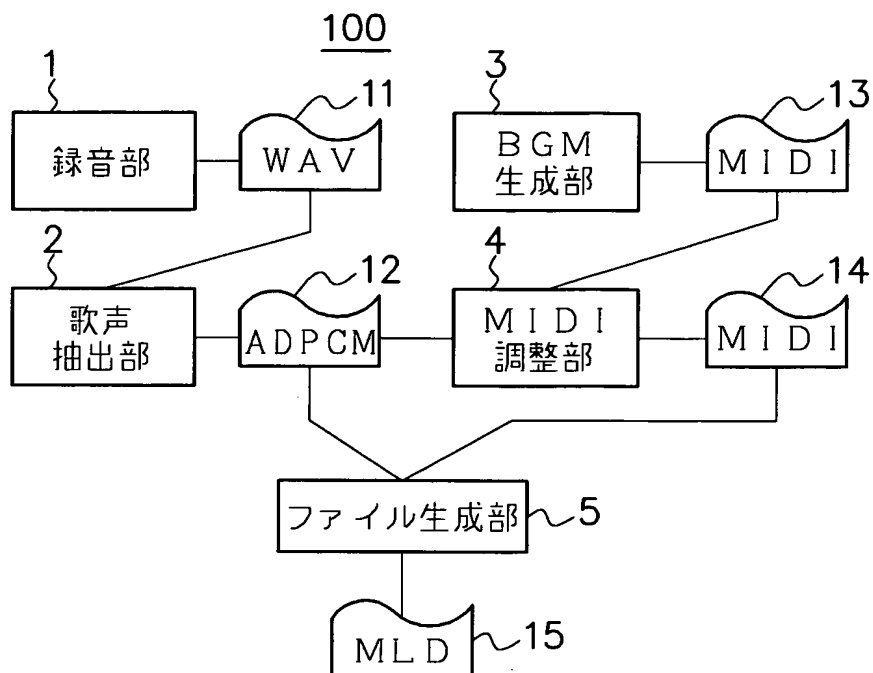 100
1
11
3
13
録音部
WAV
BGM
生成部
MIDI
2
12
4
14
歌声
抽出部
ADPCM
MIDI
調整部
MIDI
ファイル生成部
5
MLD
15